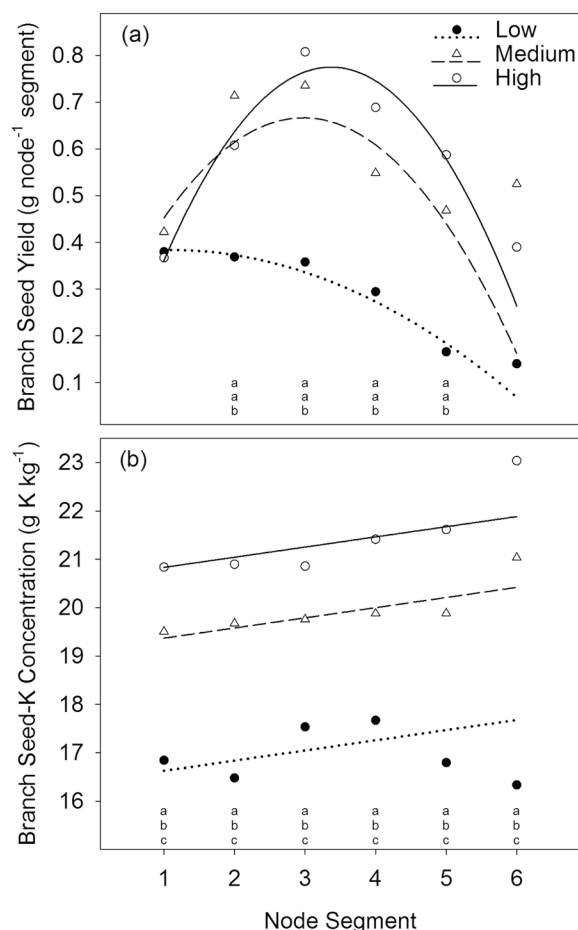 (a)
Low
Medium
High
Branch Seed Yield (g node⁻¹ segment)
0.8
0.7
0.6
0.5
0.4
0.3
0.2
0.1
a a a a
a a a a
b b b b
(b)
Branch Seed-K Concentration (g K kg⁻¹)
23
22
21
20
19
18
17
16
a a a a a a
b b b b b b
c c c c c c
1 2 3 4 5 6
Node Segment